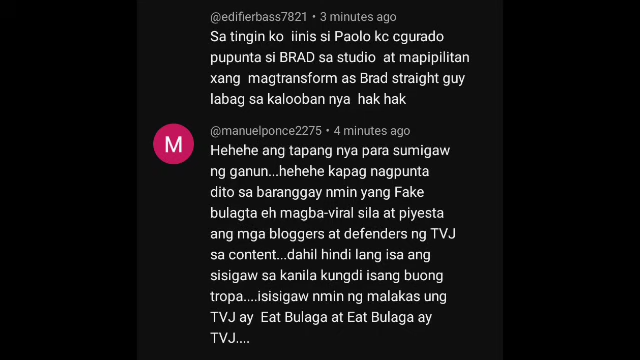 @edifierbass7821 • 3 minutes ago
Sa tingin ko iinis si Paolo kc cgurado
pupunta si BRAD sa studio at mapipilitan
xang magtransform as Brad straight guy
labag sa kalooban nya hak hak
M
@manuelponce2275 • 4 minutes ago
Hehehe ang tapang nya para sumigaw
ng ganun...hehehe kapag nagpunta
dito sa baranggay nmin yang Fake
bulagta eh magba-viral sila at piyesta
ang mga bloggers at defenders ng TVJ
sa content...dahil hindi lang isa ang
sisigaw sa kanila kungdi isang buong
tropa....isisigaw nmin ng malakas ung
TVJ ay Eat Bulaga at Eat Bulaga ay
TVJ....